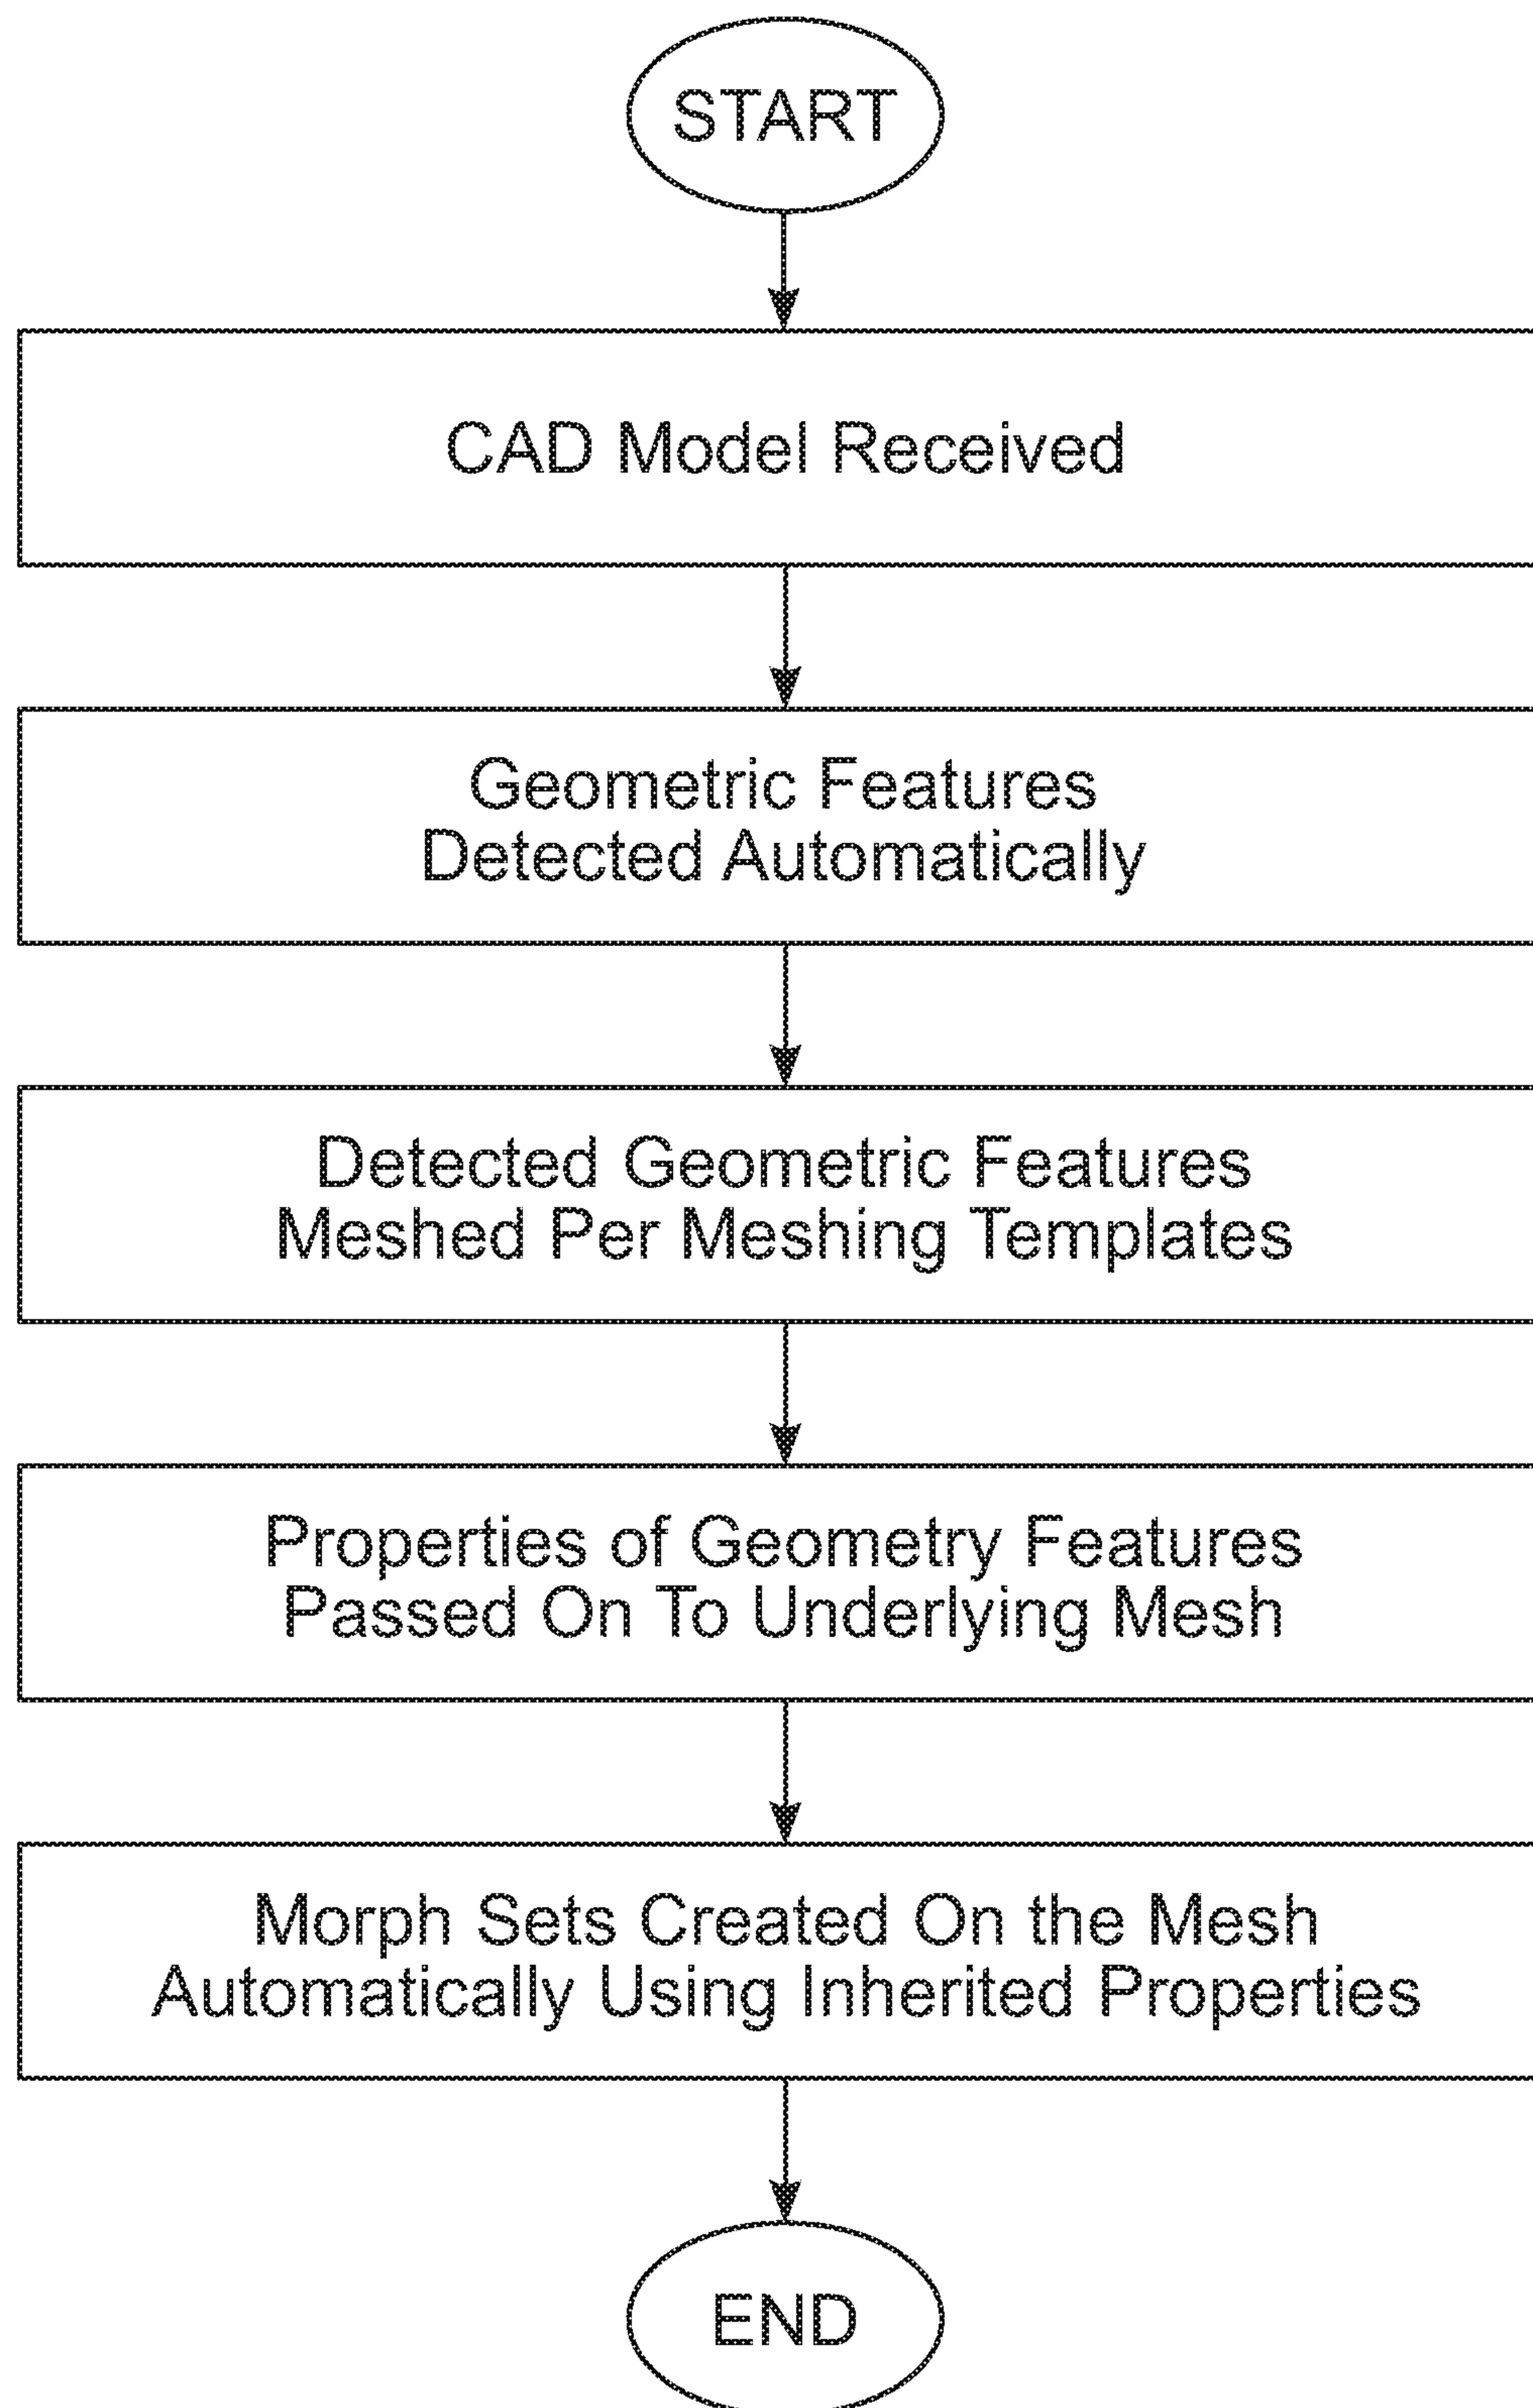 START
CAD Model Received
Geometric Features
Detected Automatically
Detected Geometric Features
Meshed Per Meshing Templates
Properties of Geometry Features
Passed On To Underlying Mesh
Morph Sets Created On the Mesh
Automatically Using Inherited Properties
END